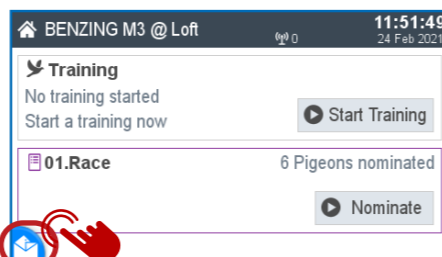 BENZING M3 @ Loft
0
11:51:49
24 Feb 2021
Training
No training started
Start a training now
Start Training
01.Race
6 Pigeons nominated
Nominate